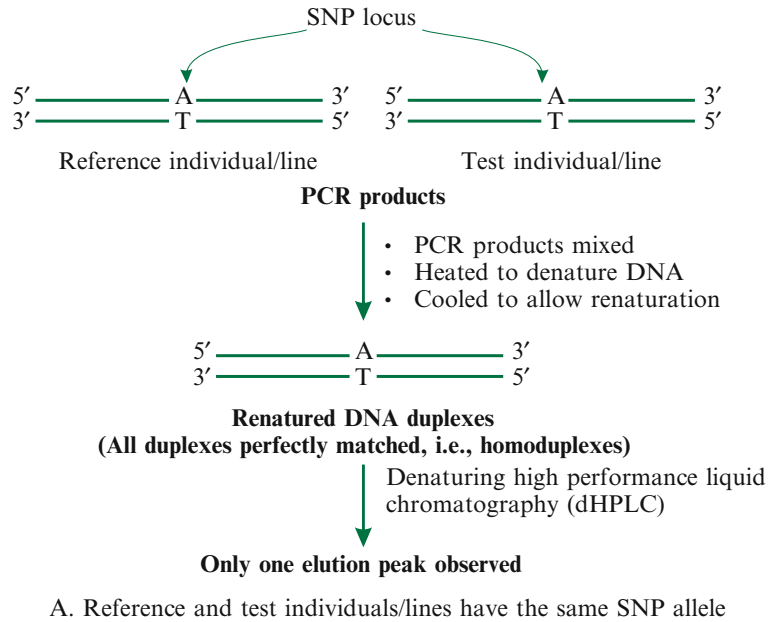 SNP locus
5′ A 3′ 5′ A 3′
3′ T 5′ 3′ T 5′
Reference individual/line Test individual/line
PCR products
• PCR products mixed
• Heated to denature DNA
• Cooled to allow renaturation
5′ A 3′
3′ T 5′
Renatured DNA duplexes
(All duplexes perfectly matched, i.e., homoduplexes)
Denaturing high performance liquid
chromatography (dHPLC)
Only one elution peak observed
A. Reference and test individuals/lines have the same SNP allele